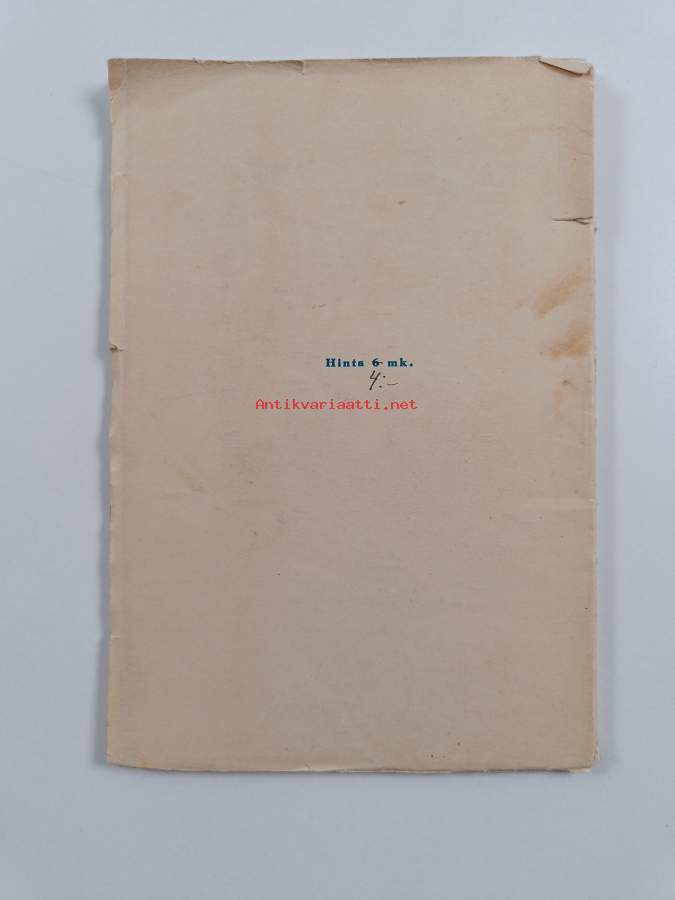 Hinta 6 mk.
4:-
Antikvariaatti.net